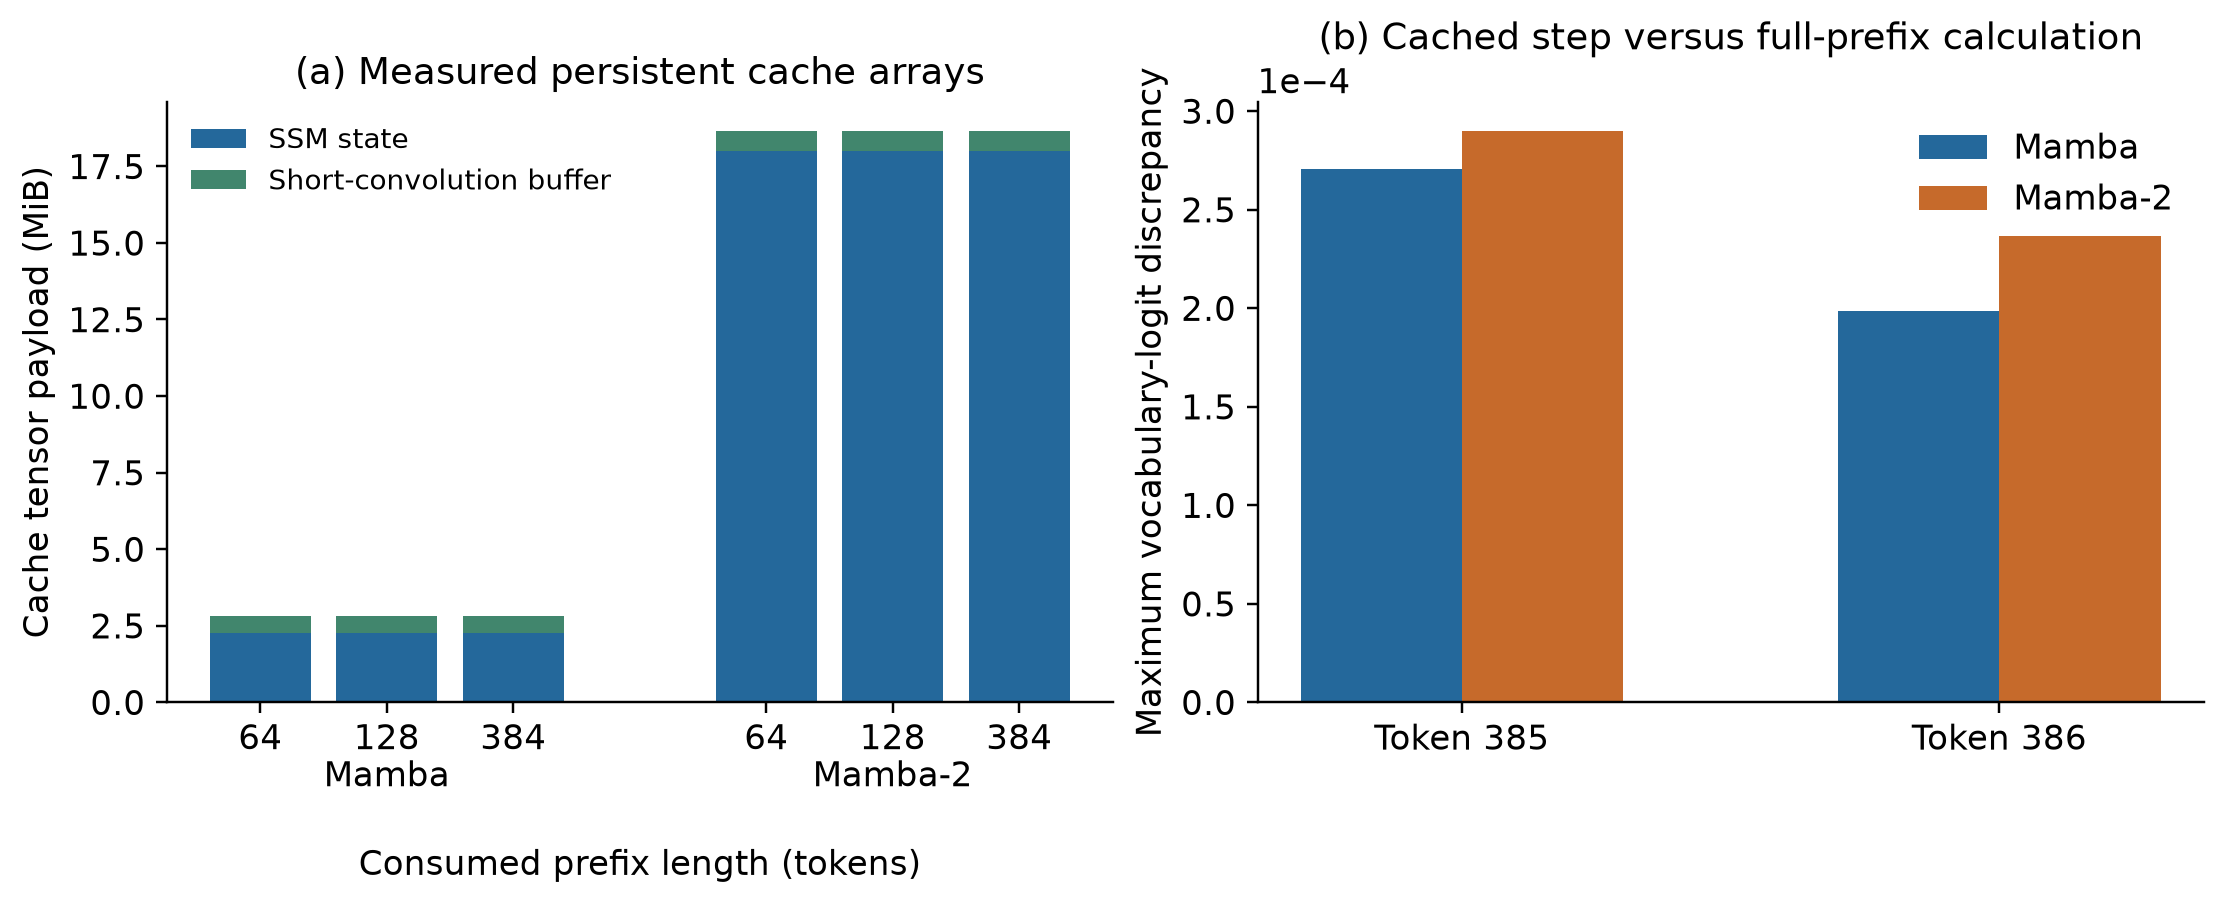 (a) Measured persistent cache arrays
SSM state
Short-convolution buffer
Cache tensor payload (MiB)
17.5
15.0
12.5
10.0
7.5
5.0
2.5
0.0
64 128 384 64 128 384
Mamba Mamba-2
Consumed prefix length (tokens)
(b) Cached step versus full-prefix calculation
1e−4
Mamba
Mamba-2
Maximum vocabulary-logit discrepancy
3.0
2.5
2.0
1.5
1.0
0.5
0.0
Token 385 Token 386